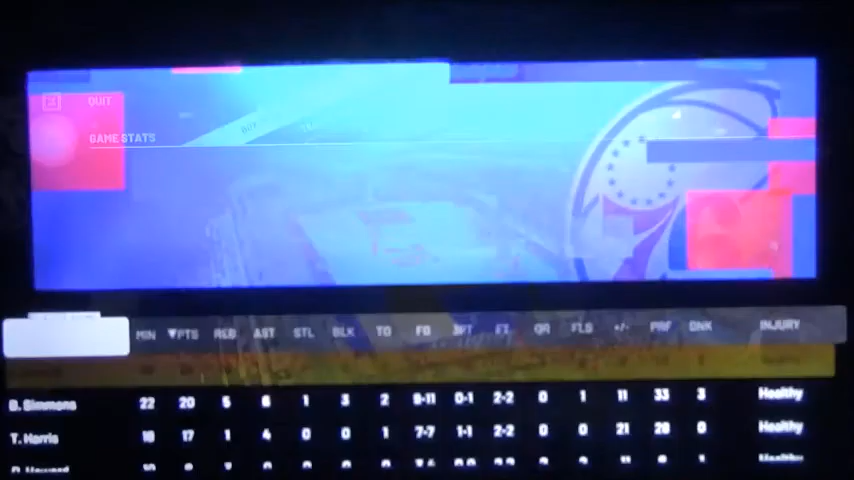 QUIT
GAME STATS
MIN ▼PTS REB AST STL BLK TO FG 3PT FT OR FLS +/- PRF DNK INJURY
B. Simmons 22 20 5 6 1 3 2 9-11 0-1 2-2 0 1 11 33 3 Healthy
T. Harris 18 17 1 4 0 0 1 7-7 1-1 2-2 0 0 21 28 0 Healthy